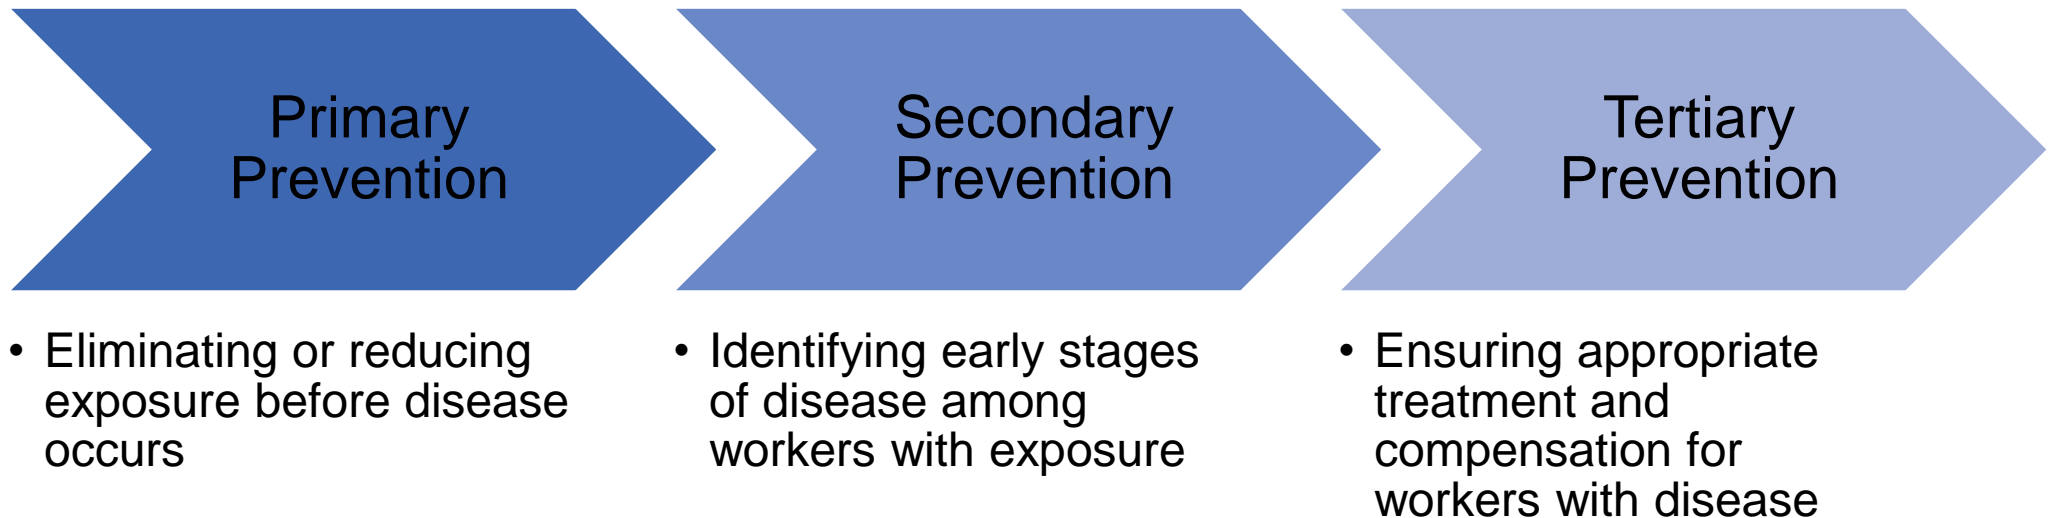 Primary
Prevention
• Eliminating or reducing
exposure before disease
occurs
Secondary
Prevention
• Identifying early stages
of disease among
workers with exposure
Tertiary
Prevention
• Ensuring appropriate
treatment and
compensation for
workers with disease